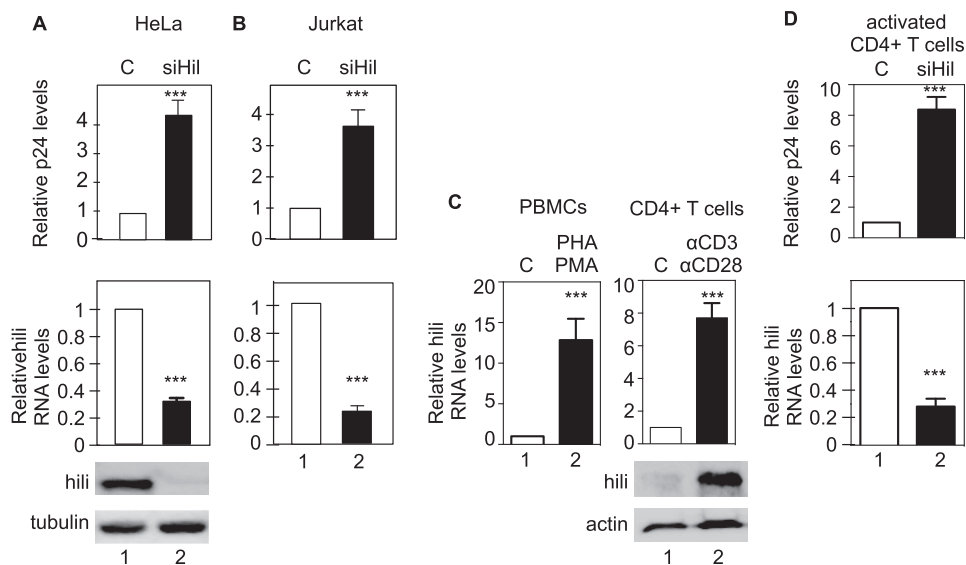 A
HeLa
C
siHil
***
Relative p24 levels
4
3
2
1
0
Relativehili
RNA levels
1
0.8
0.6
0.4
0.2
0
***
hili
tubulin
1
2
B
Jurkat
C
siHil
***
4
3
2
1
0
1
0.8
0.6
0.4
0.2
0
***
1
2
C
PBMCs
C
PHA
PMA
***
Relative hili
RNA levels
20
15
10
5
0
1
2
CD4+ T cells
C
αCD3
αCD28
***
10
8
6
4
2
0
hili
actin
1
2
D
activated
CD4+ T cells
C
siHil
***
Relative p24 levels
10
8
6
4
2
0
Relative hili
RNA levels
1
0.8
0.6
0.4
0.2
0
***
1
2